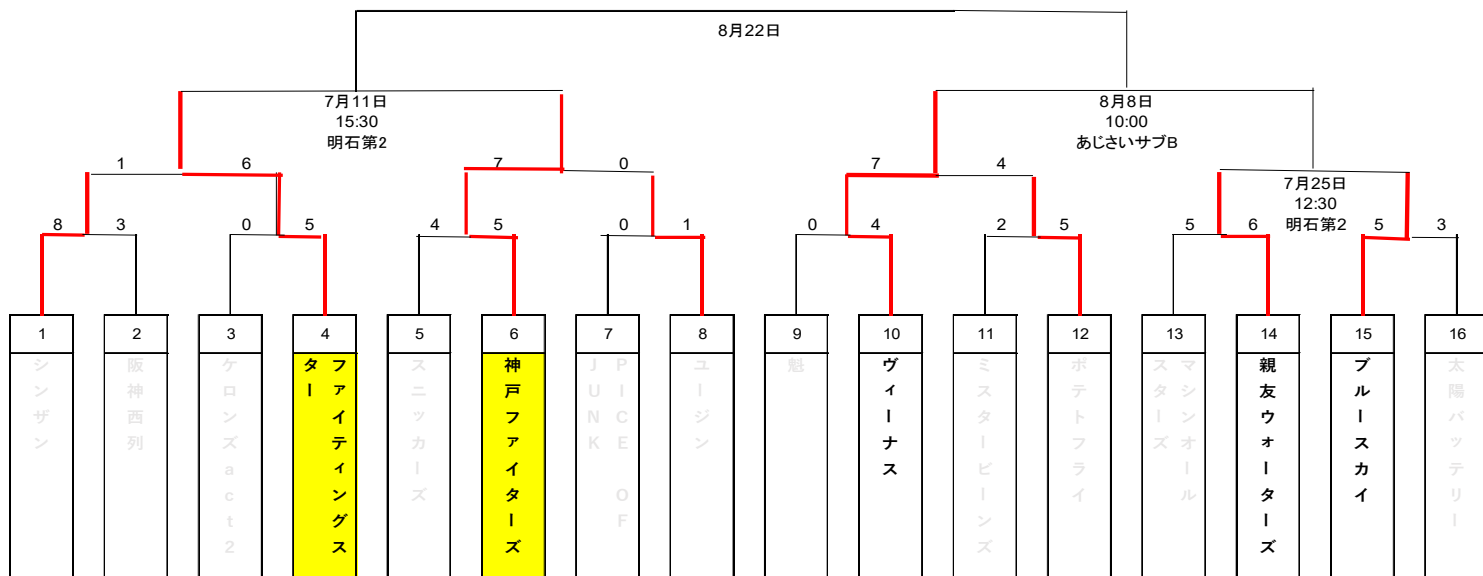 8月22日
7月11日
15:30
明石第2
8月8日
10:00
あじさいサブB
1 6 7 0 7 4
7月25日
12:30
明石第2
8 3 0 5 4 5 0 1 0 4 2 5 5 6 5 3
1 2 3 4 5 6 7 8 9 10 11 12 13 14 15 16
シンザン
阪神西列
ケロンズact2
ファイティングス
ター
スニッカーズ
神戸ファイターズ
PICE OF
JUNK
ユージン
魁
ヴィーナス
ミスタービーンズ
ポテトフライ
マシンオール
スターズ
親友ウォーターズ
ブルースカイ
太陽バッテリー